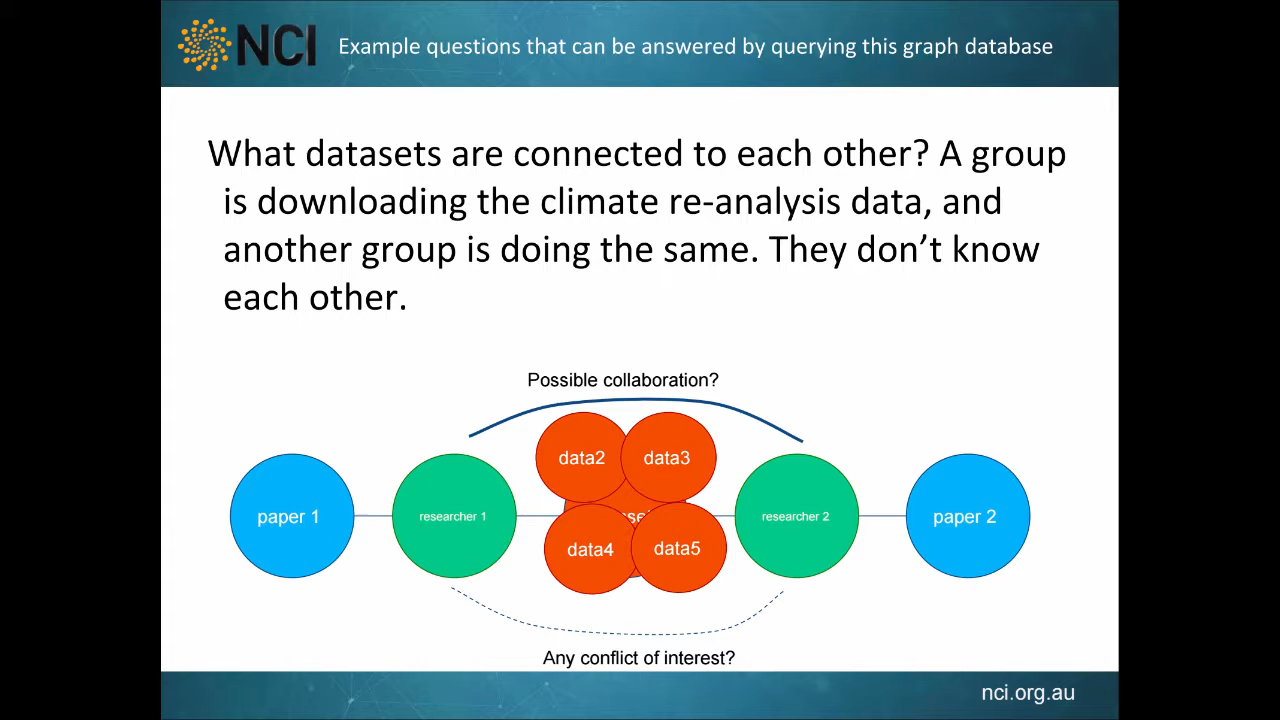 NCI Example questions that can be answered by querying this graph database
What datasets are connected to each other? A group
is downloading the climate re-analysis data, and
another group is doing the same. They don’t know
each other.
Possible collaboration?
data2 data3
paper 1 researcher 1 researcher 2 paper 2
data4 data5
Any conflict of interest?
nci.org.au